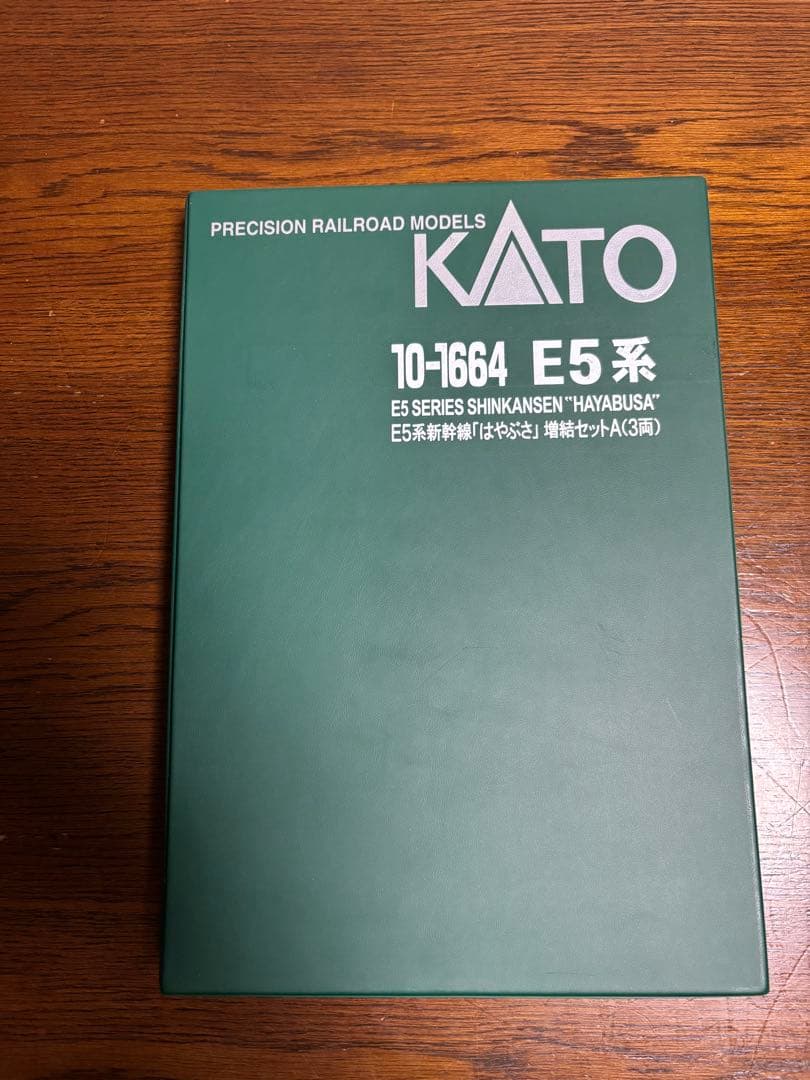 PRECISION RAILROAD MODELS
KATO
10-1664 E5系
E5 SERIES SHINKANSEN "HAYABUSA"
E5系新幹線「はやぶさ」増結セットA(3両)